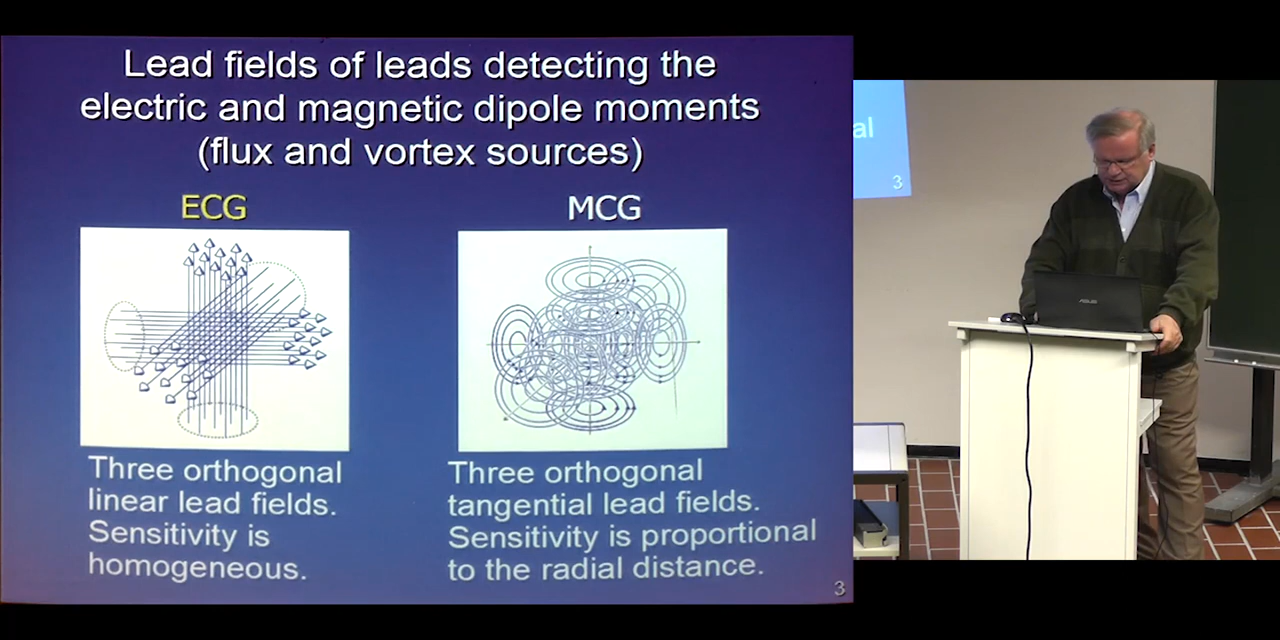 Lead fields of leads detecting the
electric and magnetic dipole moments
(flux and vortex sources)
ECG
MCG
Three orthogonal
linear lead fields.
Sensitivity is
homogeneous.
Three orthogonal
tangential lead fields.
Sensitivity is proportional
to the radial distance.
3
al
3
ASUS